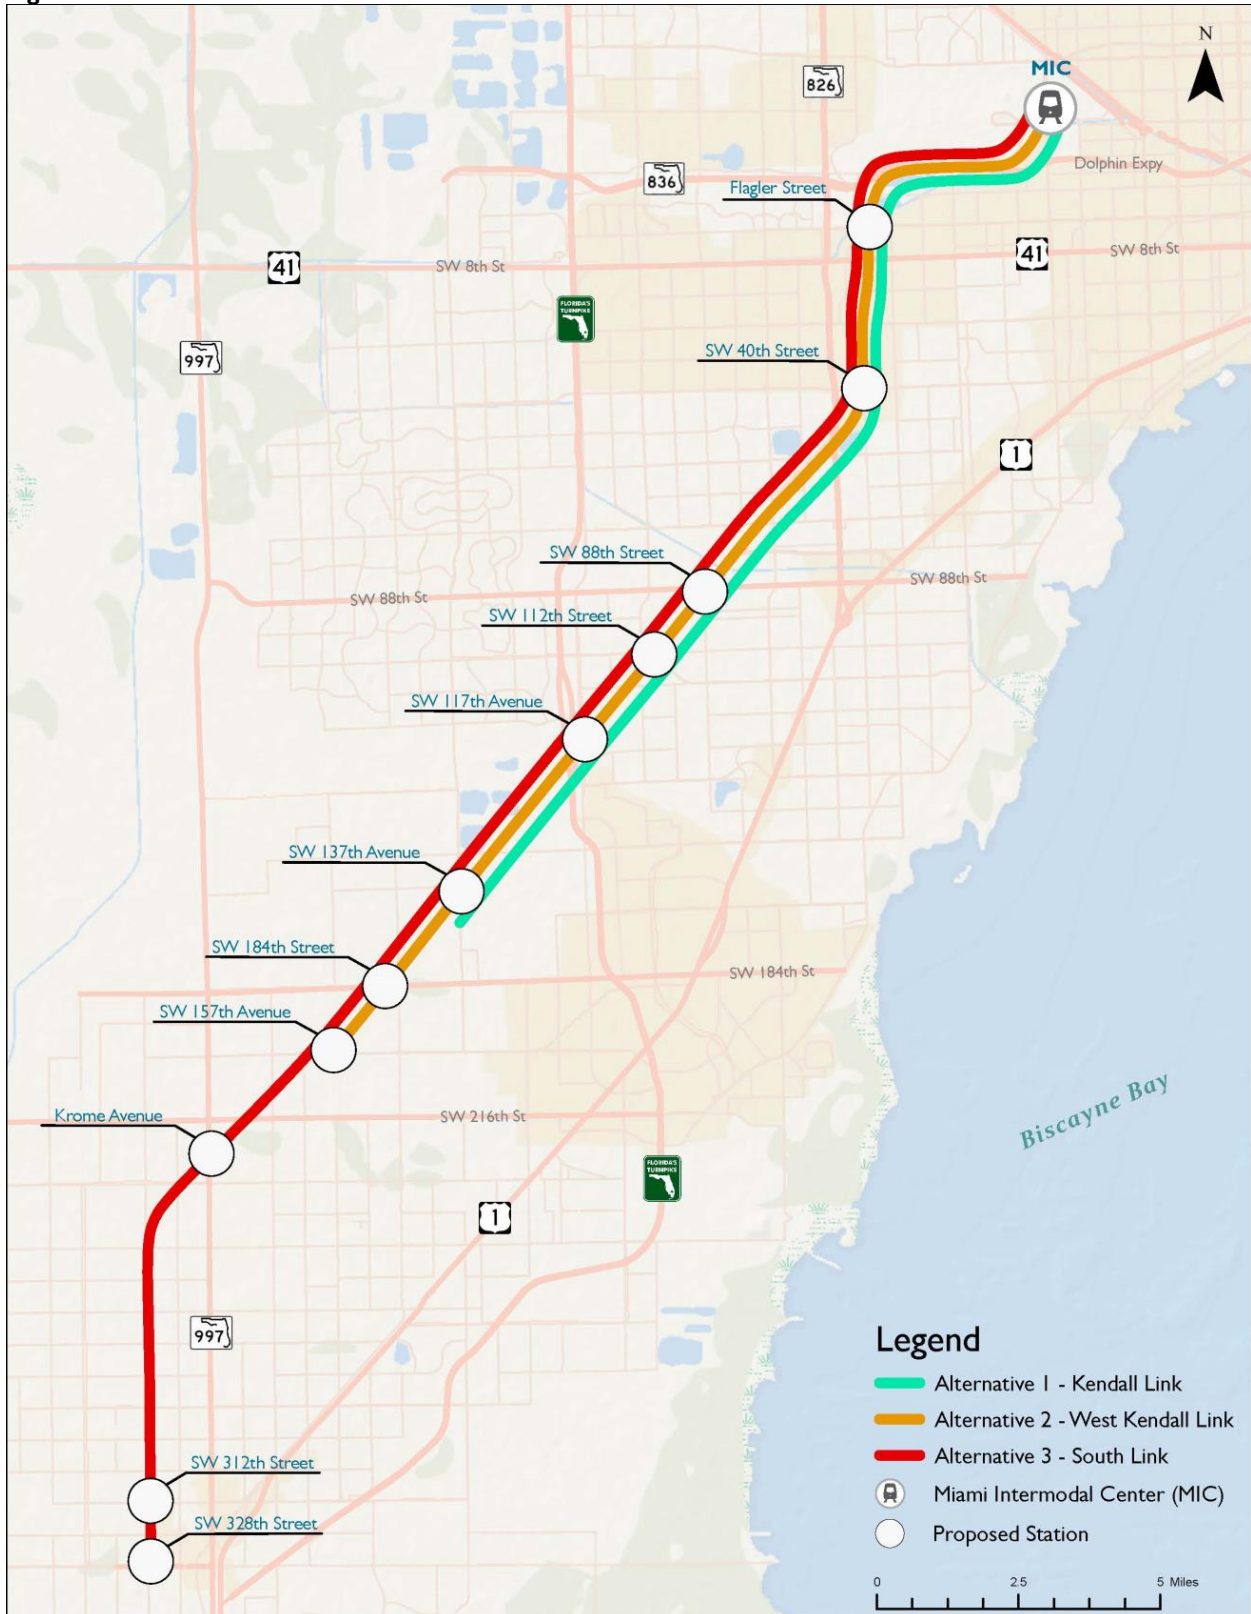 N
MIC
826
Dolphin Expy
836
Flagler Street
41
SW 8th St
41
SW 8th St
FLORIDA'S
TURNPIKE
SW 40th Street
997
1
SW 88th Street
SW 88th St
SW 88th St
SW 112th Street
SW 117th Avenue
SW 137th Avenue
SW 184th Street
SW 184th St
SW 157th Avenue
Krome Avenue
SW 216th St
Biscayne Bay
FLORIDA'S
TURNPIKE
1
997
Legend
Alternative 1 - Kendall Link
Alternative 2 - West Kendall Link
Alternative 3 - South Link
Miami Intermodal Center (MIC)
Proposed Station
SW 312th Street
SW 328th Street
0 2.5 5 Miles